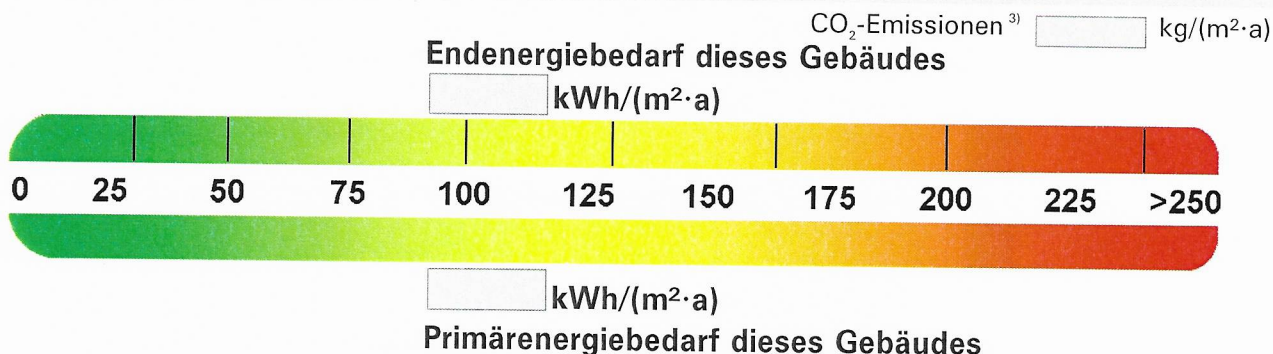 CO₂-Emissionen ³⁾ kg/(m²·a)
Endenergiebedarf dieses Gebäudes
kWh/(m²·a)
0 25 50 75 100 125 150 175 200 225 >250
kWh/(m²·a)
Primärenergiebedarf dieses Gebäudes